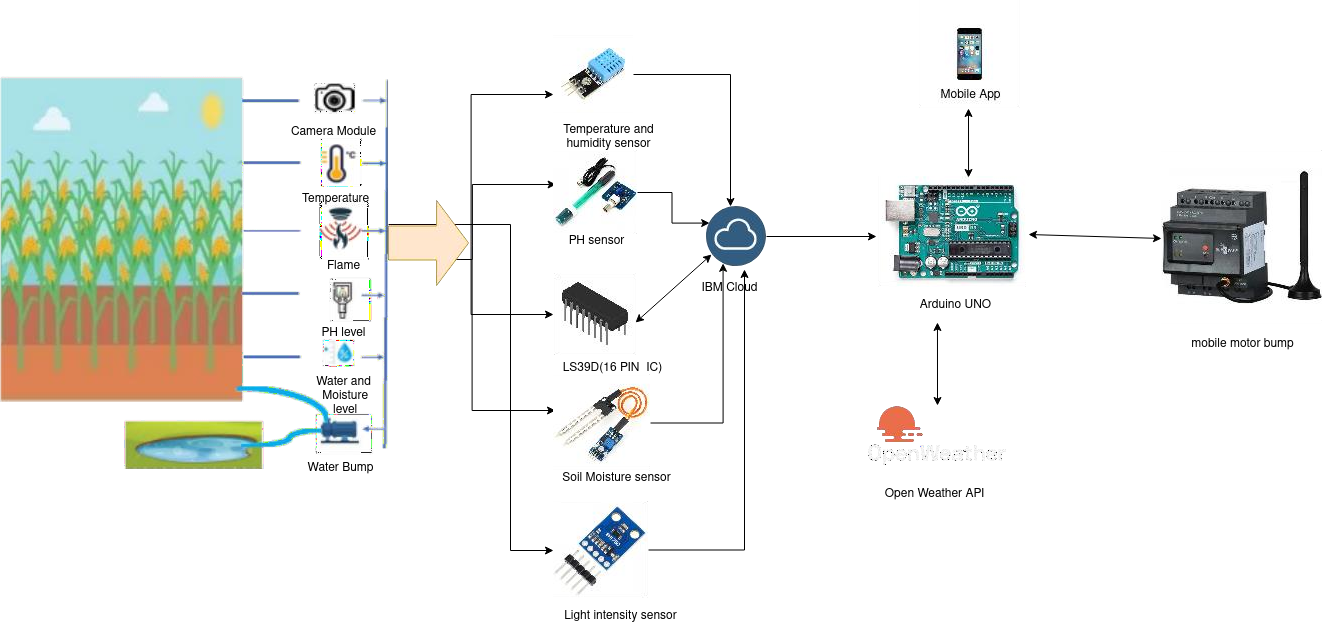 Camera Module
°C
Temperature
Flame
PH level
Water and
Moisture
level
Water Bump
Temperature and
humidity sensor
PH sensor
LS39D(16 PIN IC)
Soil Moisture sensor
Light intensity sensor
IBM Cloud
Mobile App
ARDUINO
Arduino UNO
OpenWeather
Open Weather API
mobile motor bump